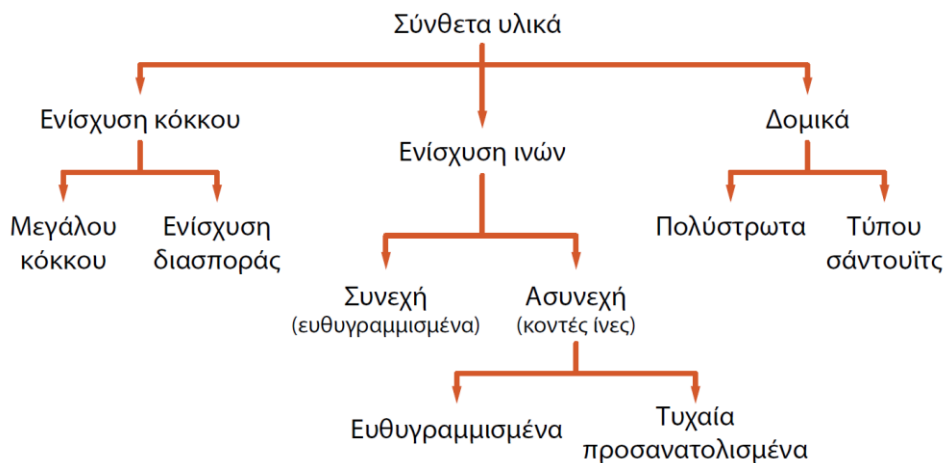 Σύνθετα υλικά
Ενίσχυση κόκκου
Ενίσχυση ινών
Δομικά
Μεγάλου
κόκκου
Ενίσχυση
διασποράς
Πολύστρωτα
Τύπου
σάντουϊτς
Συνεχή
(ευθυγραμμισμένα)
Ασυνεχή
(κοντές ίνες)
Ευθυγραμμισμένα
Τυχαία
προσανατολισμένα